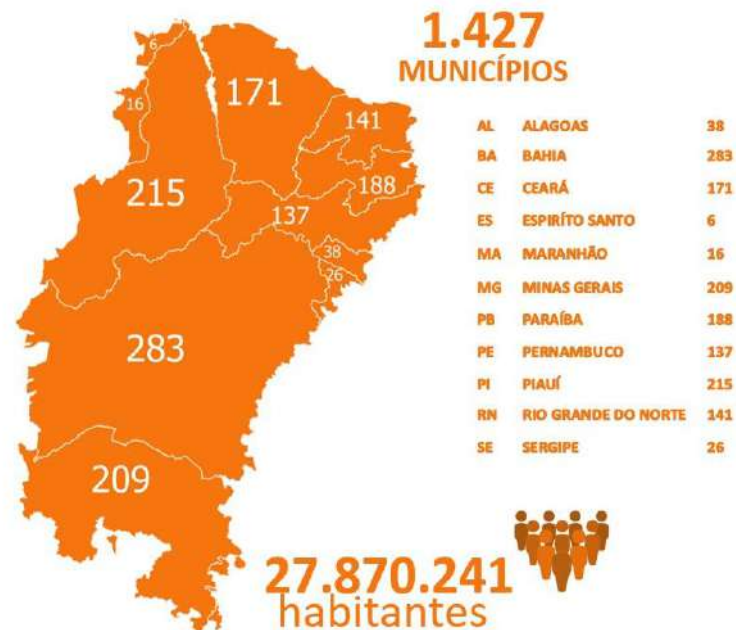 1.427
MUNICÍPIOS
6
16
171
141
215
188
137
38
26
283
209
AL ALAGOAS 38
BA BAHIA 283
CE CEARÁ 171
ES ESPIRÍTO SANTO 6
MA MARANHÃO 16
MG MINAS GERAIS 209
PB PARAÍBA 188
PE PERNAMBUCO 137
PI PIAUÍ 215
RN RIO GRANDE DO NORTE 141
SE SERGIPE 26
27.870.241
habitantes